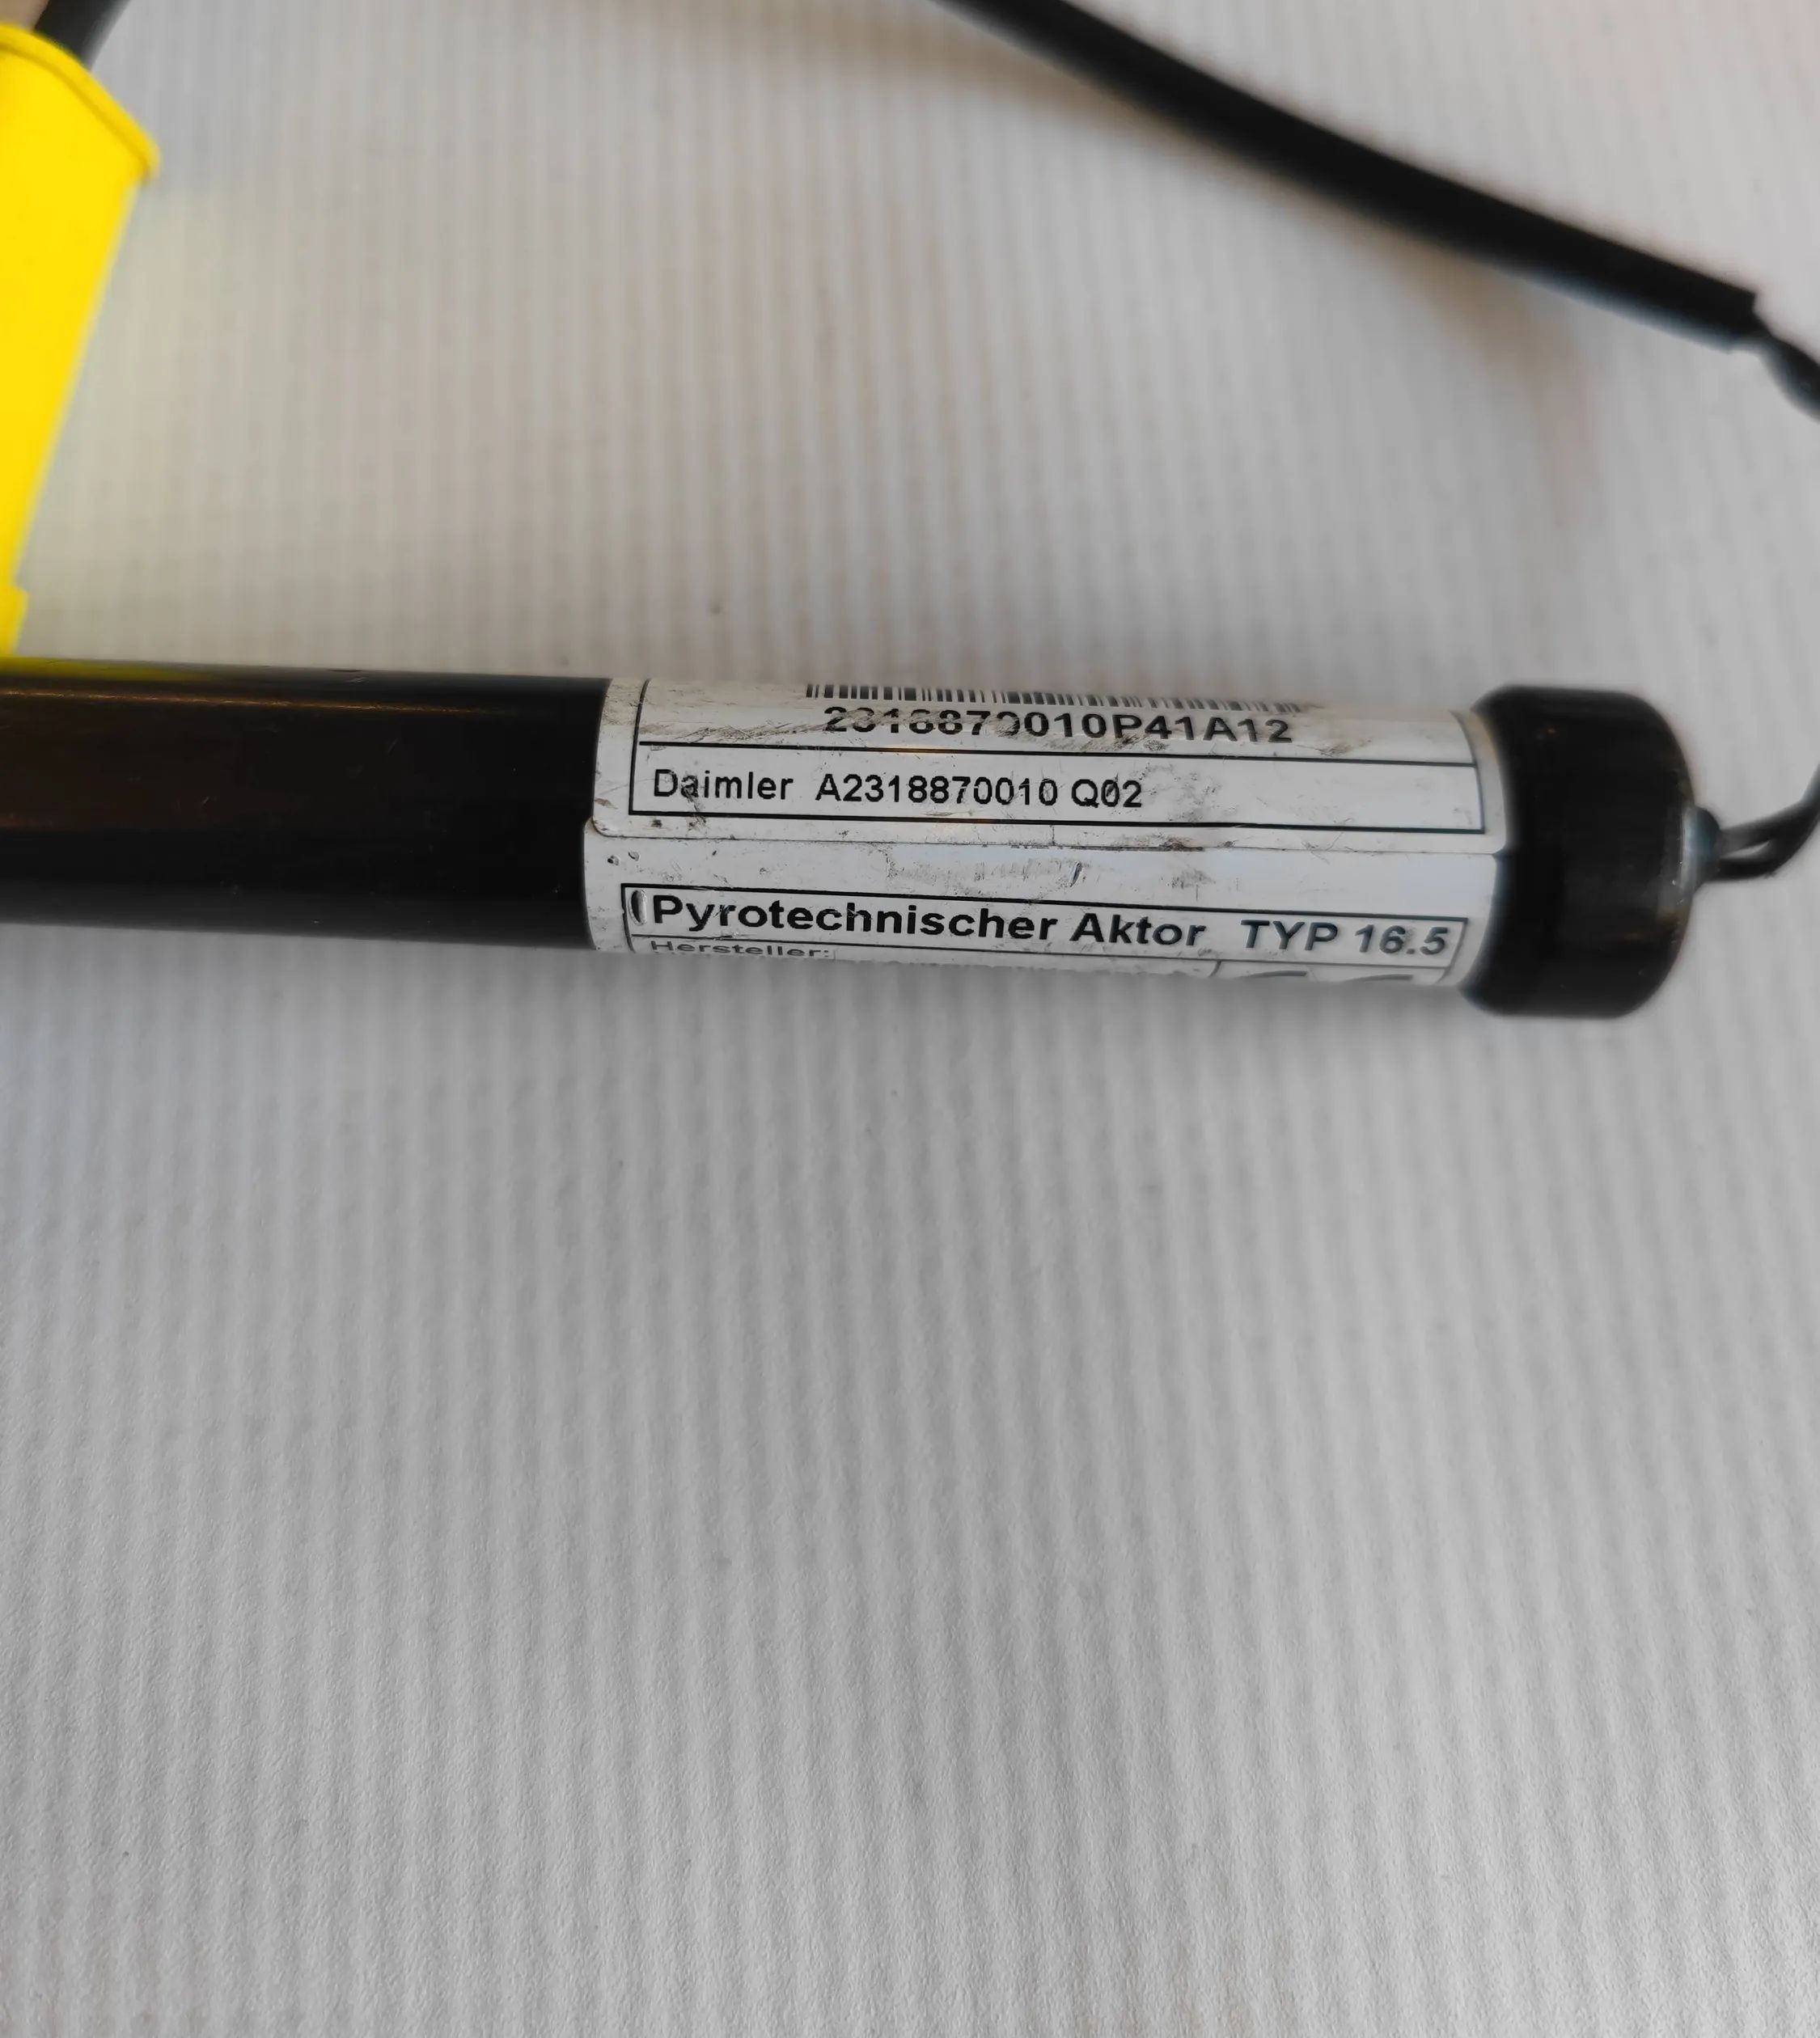 2318870010P41A12
Daimler A2318870010 Q02
Pyrotechnischer Aktor TYP 16.5
Hersteller: